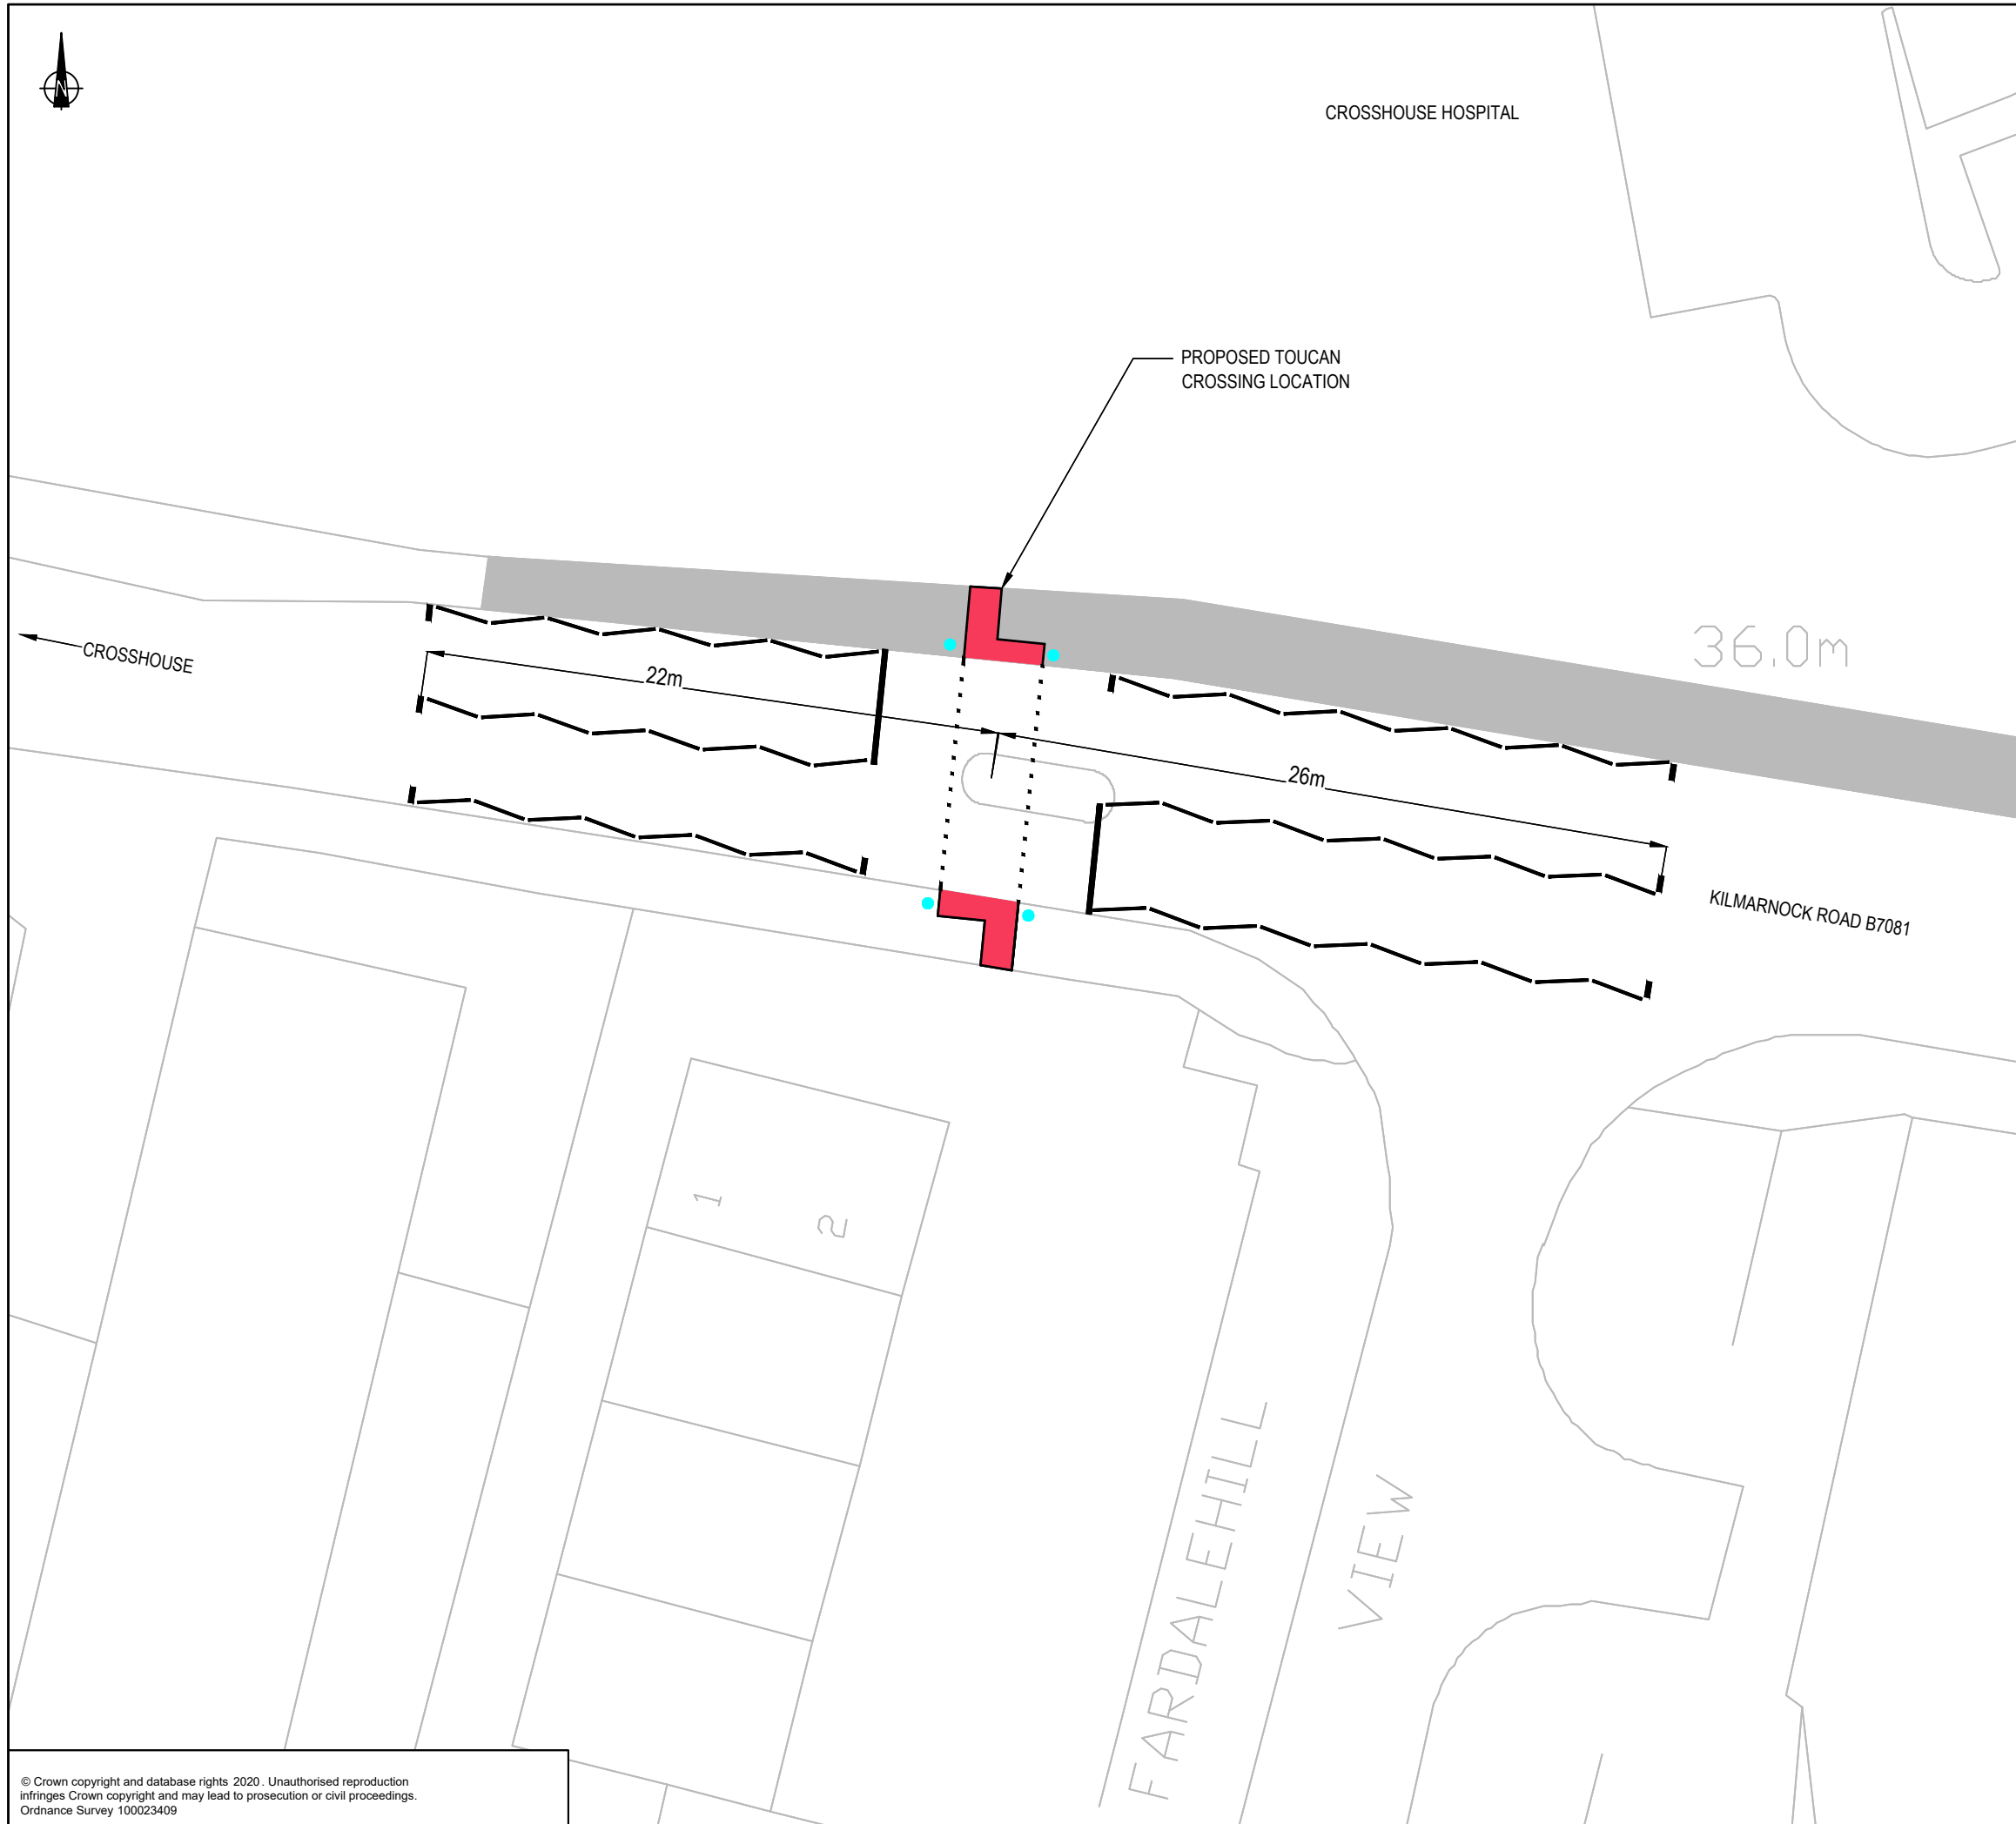 N
CROSSHOUSE HOSPITAL
PROPOSED TOUCAN
CROSSING LOCATION
36.0m
CROSSHOUSE
22m
26m
KILMARNOCK ROAD B7081
1
2
FARDALEHILL
VIEW
© Crown copyright and database rights 2020. Unauthorised reproduction
infringes Crown copyright and may lead to prosecution or civil proceedings.
Ordnance Survey 100023409